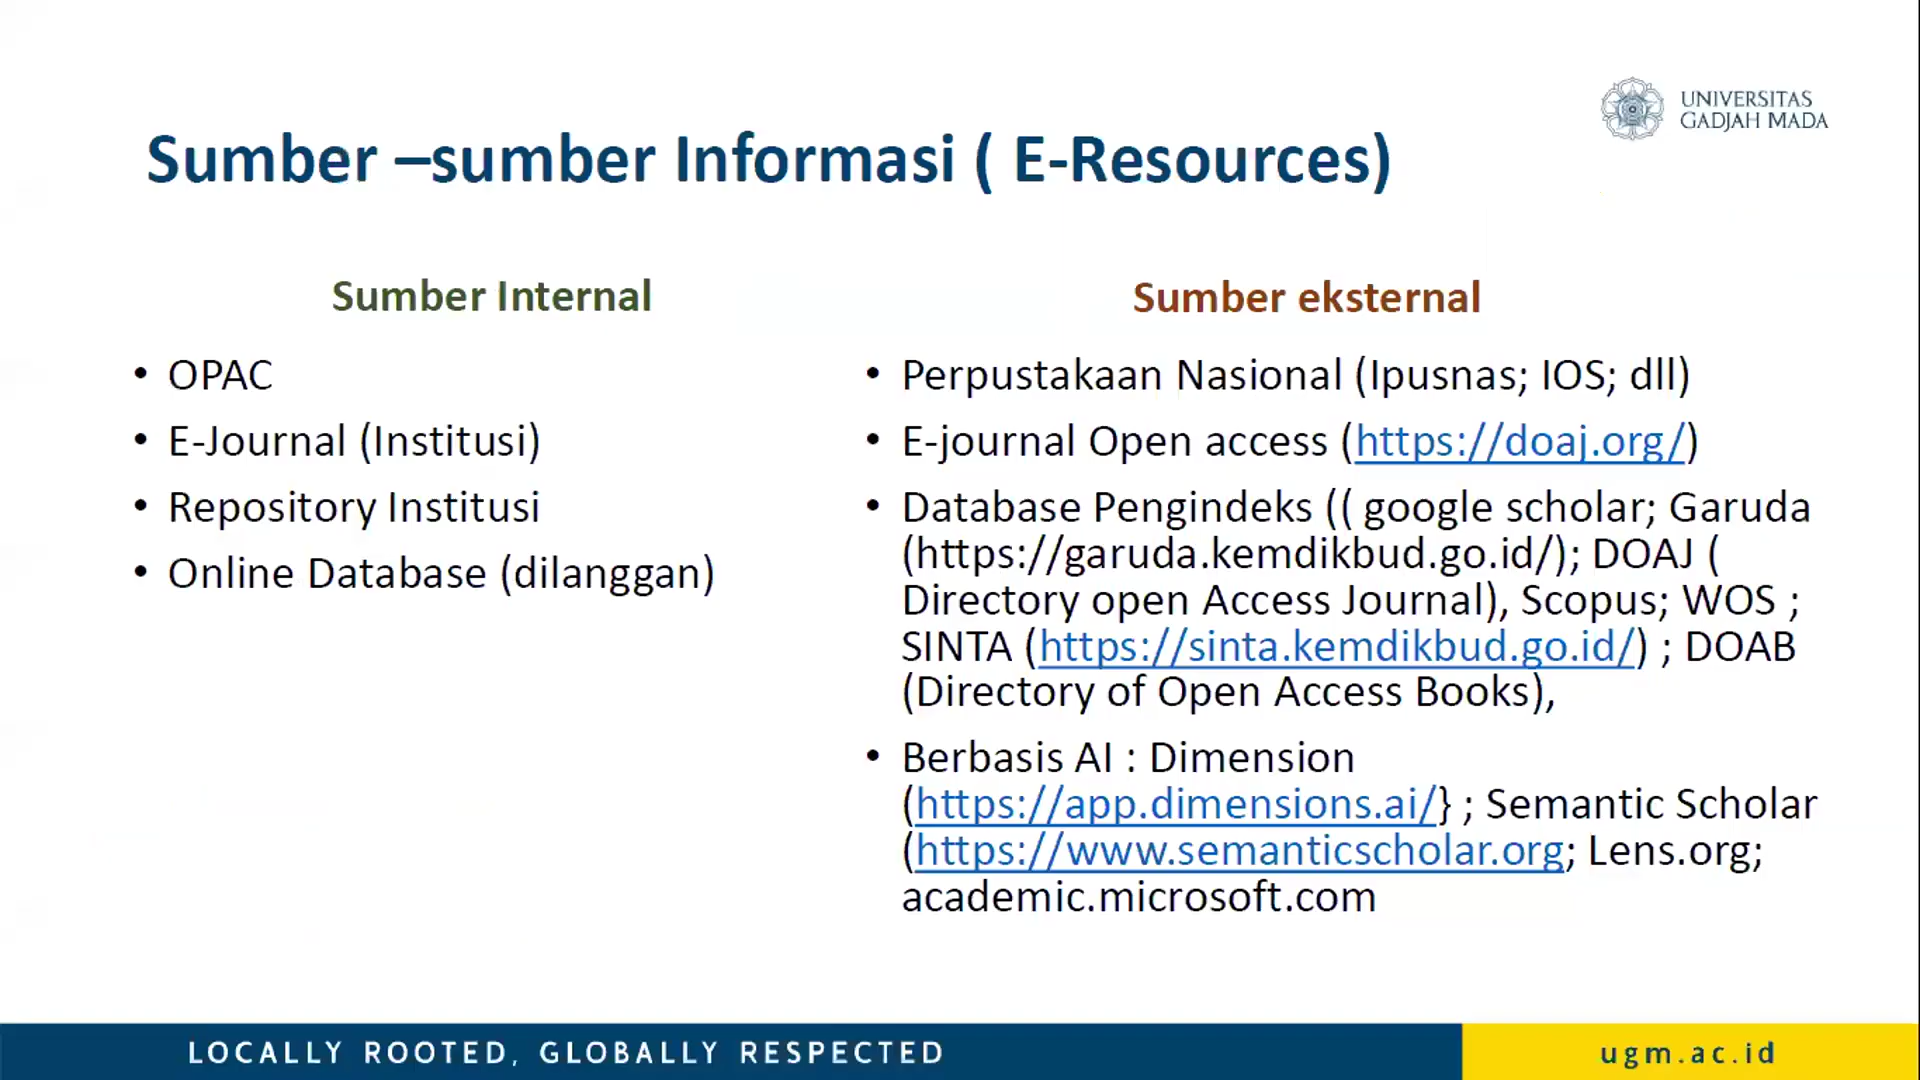 UNIVERSITAS
GADJAH MADA
Sumber –sumber Informasi ( E-Resources)
Sumber Internal
• OPAC
• E-Journal (Institusi)
• Repository Institusi
• Online Database (dilanggan)
Sumber eksternal
• Perpustakaan Nasional (Ipusnas; IOS; dll)
• E-journal Open access (https://doaj.org/)
• Database Pengindeks (( google scholar; Garuda
(https://garuda.kemdikbud.go.id/); DOAJ (
Directory open Access Journal), Scopus; WOS ;
SINTA (https://sinta.kemdikbud.go.id/) ; DOAB
(Directory of Open Access Books),
• Berbasis AI : Dimension
(https://app.dimensions.ai/} ; Semantic Scholar
(https://www.semanticscholar.org; Lens.org;
academic.microsoft.com
LOCALLY ROOTED, GLOBALLY RESPECTED
ugm.ac.id